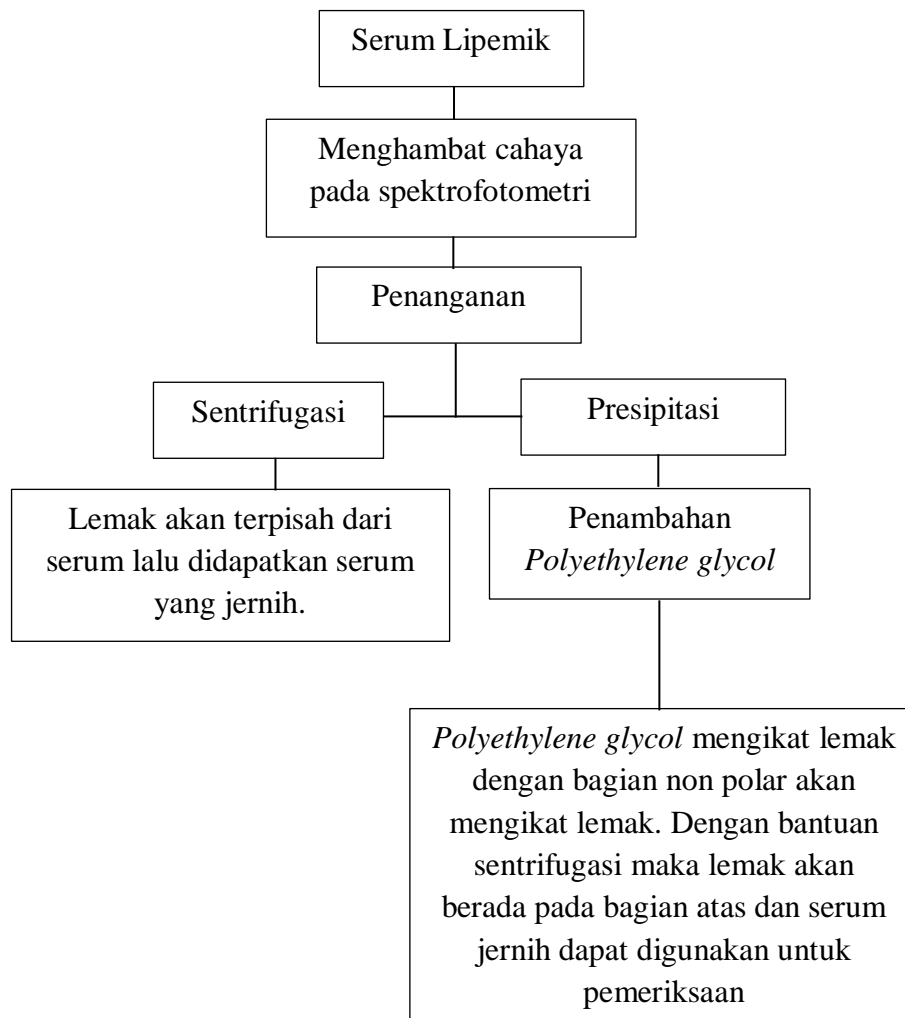 Serum Lipemik
Menghambat cahaya
pada spektrofotometri
Penanganan
Sentrifugasi
Presipitasi
Lemak akan terpisah dari
serum lalu didapatkan serum
yang jernih.
Penambahan
Polyethylene glycol
Polyethylene glycol mengikat lemak
dengan bagian non polar akan
mengikat lemak. Dengan bantuan
sentrifugasi maka lemak akan
berada pada bagian atas dan serum
jernih dapat digunakan untuk
pemeriksaan